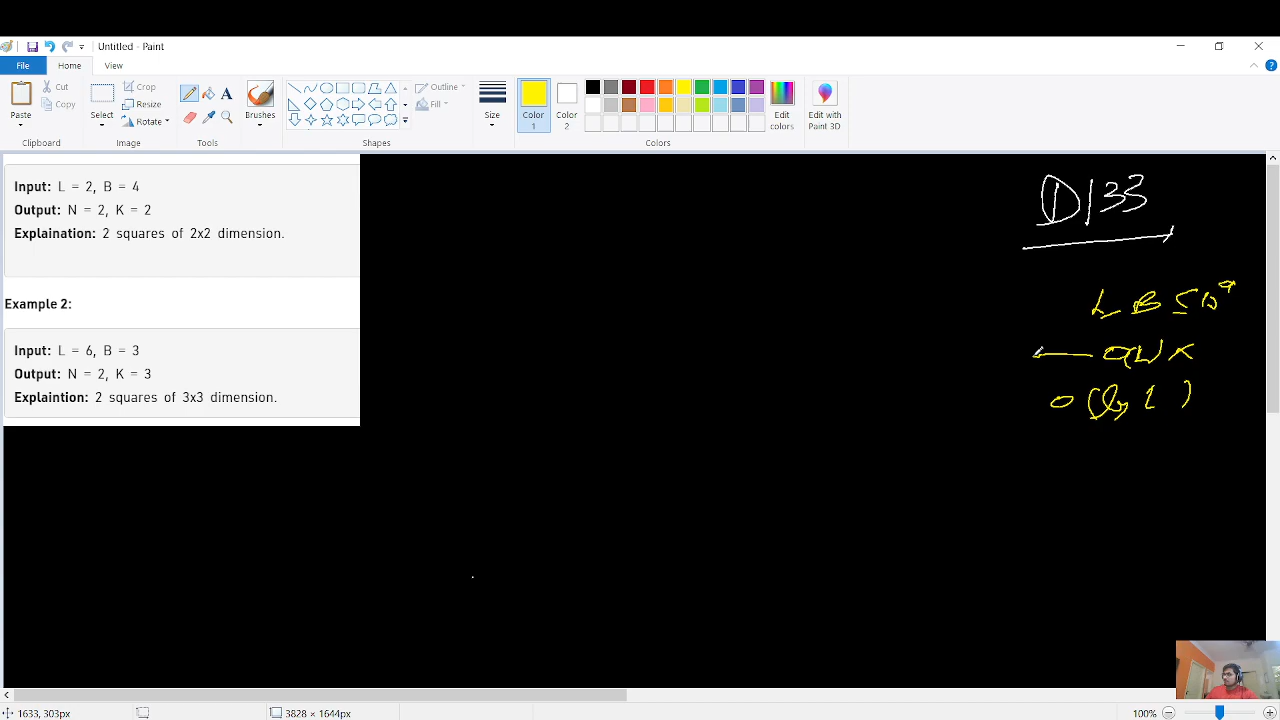 Untitled - Paint
File Home View
Cut
Copy
Paste
Clipboard
Select
Crop
Resize
Rotate
Image
Tools
Brushes
Shapes
Outline
Fill
Size
Color 1
Color 2
Edit colors
Colors
Edit with Paint 3D
Input: L = 2, B = 4
Output: N = 2, K = 2
Explaination: 2 squares of 2x2 dimension.
Example 2:
Input: L = 6, B = 3
Output: N = 2, K = 3
Explaintion: 2 squares of 3x3 dimension.
D133
L B ≤ 10^9
1633, 303px
3828 × 1644px
100%